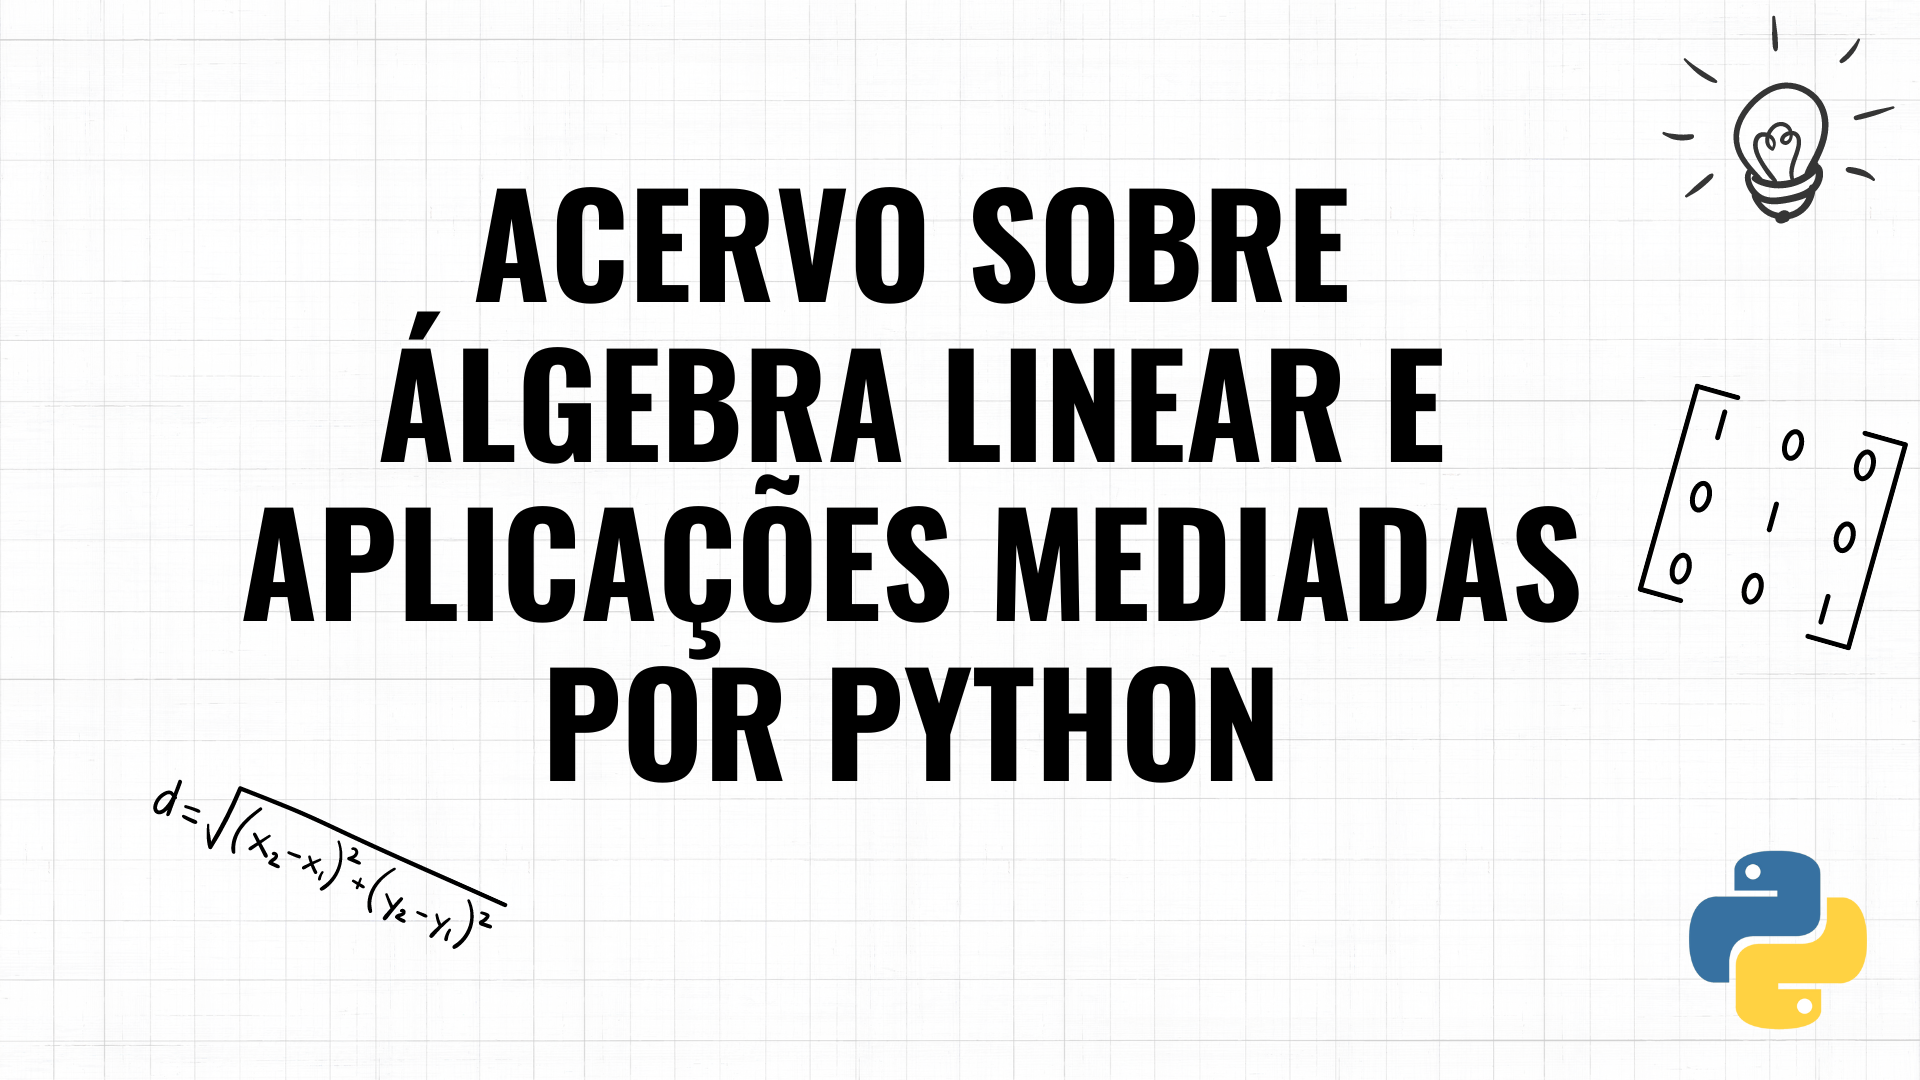 ACERVO SOBRE
ÁLGEBRA LINEAR E
APLICAÇÕES MEDIADAS
POR PYTHON
1 0 0
0 1 0
0 0 1
d=√(x₂-x₁)²+(y₂-y₁)²